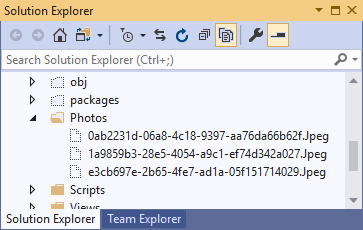 Solution Explorer
Search Solution Explorer (Ctrl+;)
obj
packages
Photos
0ab2231d-06a8-4c18-9397-aa76da66b62f.Jpeg
1a9859b3-28e5-4054-a9c1-ef74d342a027.Jpeg
e3cb697e-2b65-4fe7-ad1a-05f151714029.Jpeg
Scripts
Views
Solution Explorer Team Explorer